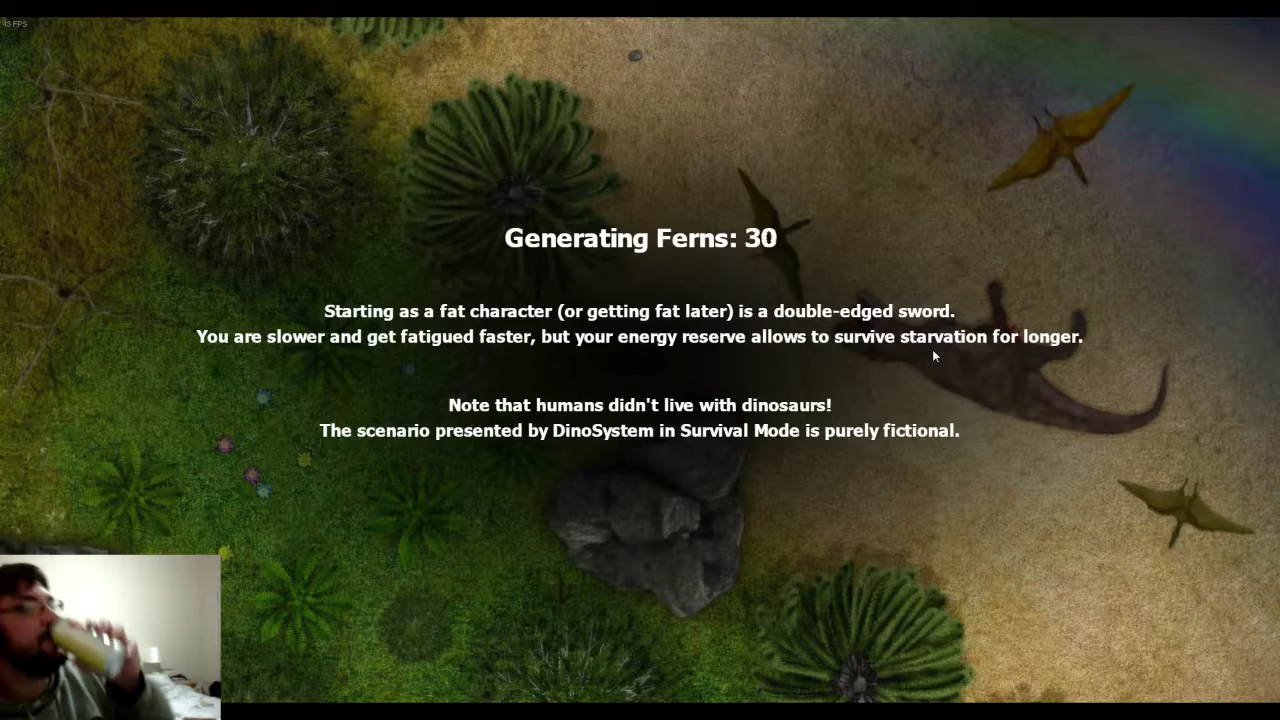 43 FPS
Generating Ferns: 30
Starting as a fat character (or getting fat later) is a double-edged sword.
You are slower and get fatigued faster, but your energy reserve allows to survive starvation for longer.
Note that humans didn't live with dinosaurs!
The scenario presented by DinoSystem in Survival Mode is purely fictional.